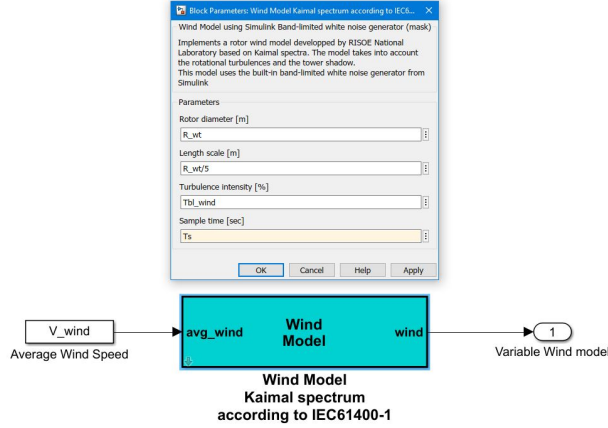 Block Parameters: Wind Model Kaimal spectrum according to IEC6...
Wind Model using Simulink Band-limited white noise generator (mask)
Implements a rotor wind model developped by RISOE National
Laboratory based on Kaimal spectra. The model takes into account
the rotational turbulences and the tower shadow.
This model uses the built-in band-limited white noise generator from
Simulink
Parameters
Rotor diameter [m]
R_wt
Length scale [m]
R_wt/5
Turbulence intensity [%]
Tbl_wind
Sample time [sec]
Ts
OK Cancel Help Apply
V_wind
Average Wind Speed
avg_wind
Wind
Model
wind
1
Variable Wind model
Wind Model
Kaimal spectrum
according to IEC61400-1